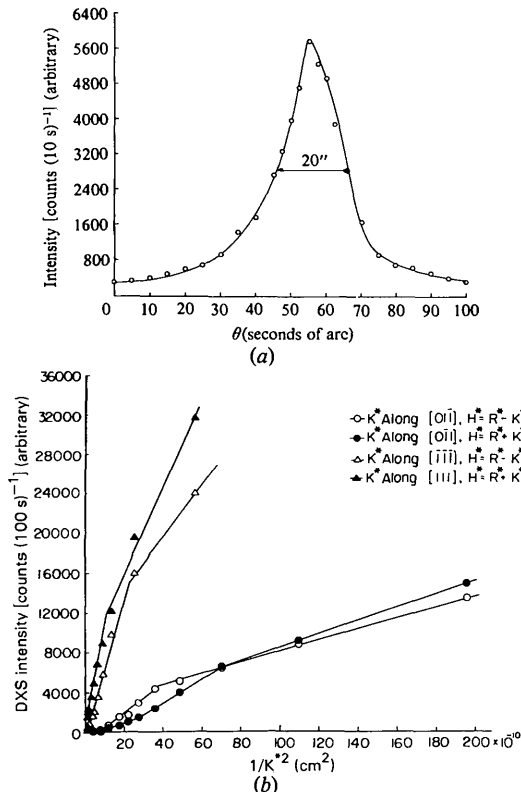 6400
5600
4800
4000
3200
2400
1600
800
0
Intensity [counts (10 s)⁻¹] (arbitrary)
20″
0 10 20 30 40 50 60 70 80 90 100
θ(seconds of arc)
(a)
36000
32000
28000
24000
20000
16000
12000
8000
4000
0
DXS intensity [counts (100 s)⁻¹] (arbitrary)
K* Along [011̄], H* = R* - K*
K* Along [01̄1], H* = R* + K*
K* Along [1̄1̄1̄], H* = R* - K*
K* Along [111], H* = R* + K*
20 40 60 80 100 120 140 160 180 200 ×10⁻¹⁰
1/K*² (cm²)
(b)